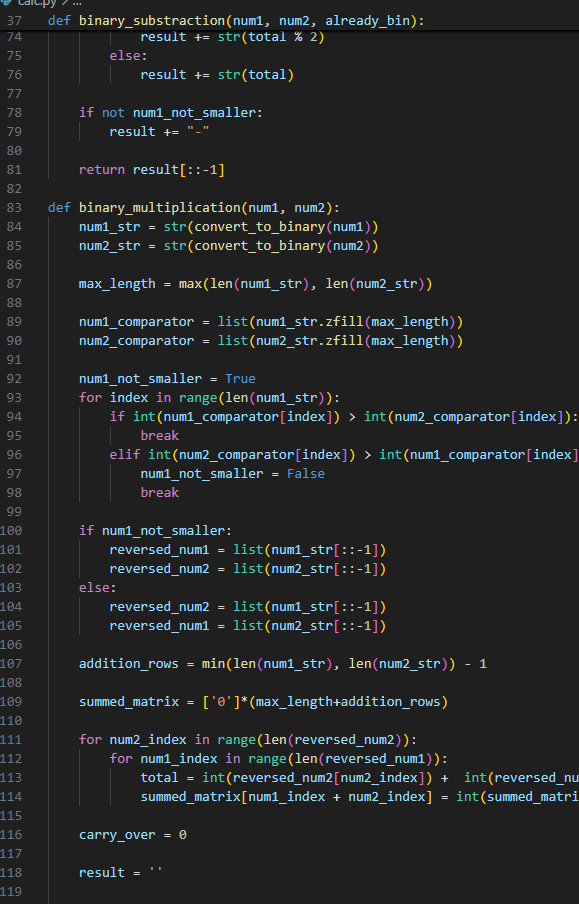 calc.py > ...
37 def binary_substraction(num1, num2, already_bin):
74 result += str(total % 2)
75 else:
76 result += str(total)
77
78 if not num1_not_smaller:
79 result += "-"
80
81 return result[::-1]
82
83 def binary_multiplication(num1, num2):
84 num1_str = str(convert_to_binary(num1))
85 num2_str = str(convert_to_binary(num2))
86
87 max_length = max(len(num1_str), len(num2_str))
88
89 num1_comparator = list(num1_str.zfill(max_length))
90 num2_comparator = list(num2_str.zfill(max_length))
91
92 num1_not_smaller = True
93 for index in range(len(num1_str)):
94 if int(num1_comparator[index]) > int(num2_comparator[index]):
95 break
96 elif int(num2_comparator[index]) > int(num1_comparator[index]
97 num1_not_smaller = False
98 break
99
100 if num1_not_smaller:
101 reversed_num1 = list(num1_str[::-1])
102 reversed_num2 = list(num2_str[::-1])
103 else:
104 reversed_num2 = list(num1_str[::-1])
105 reversed_num1 = list(num2_str[::-1])
106
107 addition_rows = min(len(num1_str), len(num2_str)) - 1
108
109 summed_matrix = ['0']*(max_length+addition_rows)
110
111 for num2_index in range(len(reversed_num2)):
112 for num1_index in range(len(reversed_num1)):
113 total = int(reversed_num2[num2_index]) +  int(reversed_nu
114 summed_matrix[num1_index + num2_index] = int(summed_matri
115
116 carry_over = 0
117
118 result = ''
119